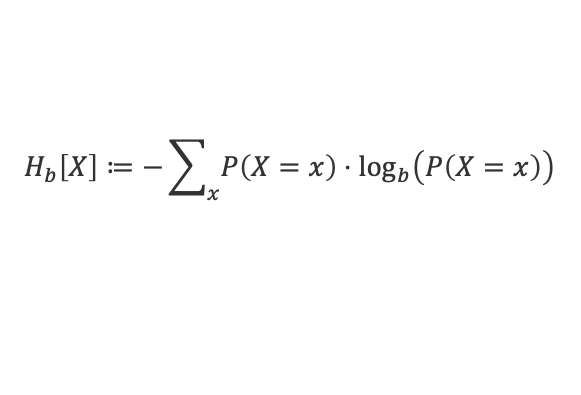 H_b[X] ≔ −∑_x P(X = x) · log_b(P(X = x))